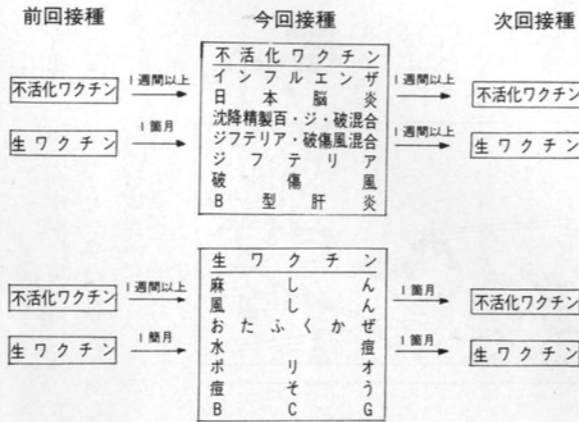 前回接種 今回接種 次回接種
不活化ワクチン
インフルエンザ
日本脳炎
沈降精製百・ジ・破混合
ジフテリア・破傷風混合
ジフテリア
破傷風
B型肝炎
不活化ワクチン 1週間以上 1週間以上 不活化ワクチン
生ワクチン 1箇月 1週間以上 生ワクチン
生ワクチン
麻しん
風しん
おたふくかぜ
水痘
ポリオ
痘そう
BCG
不活化ワクチン 1週間以上 1箇月 不活化ワクチン
生ワクチン 1簡月 1箇月 生ワクチン